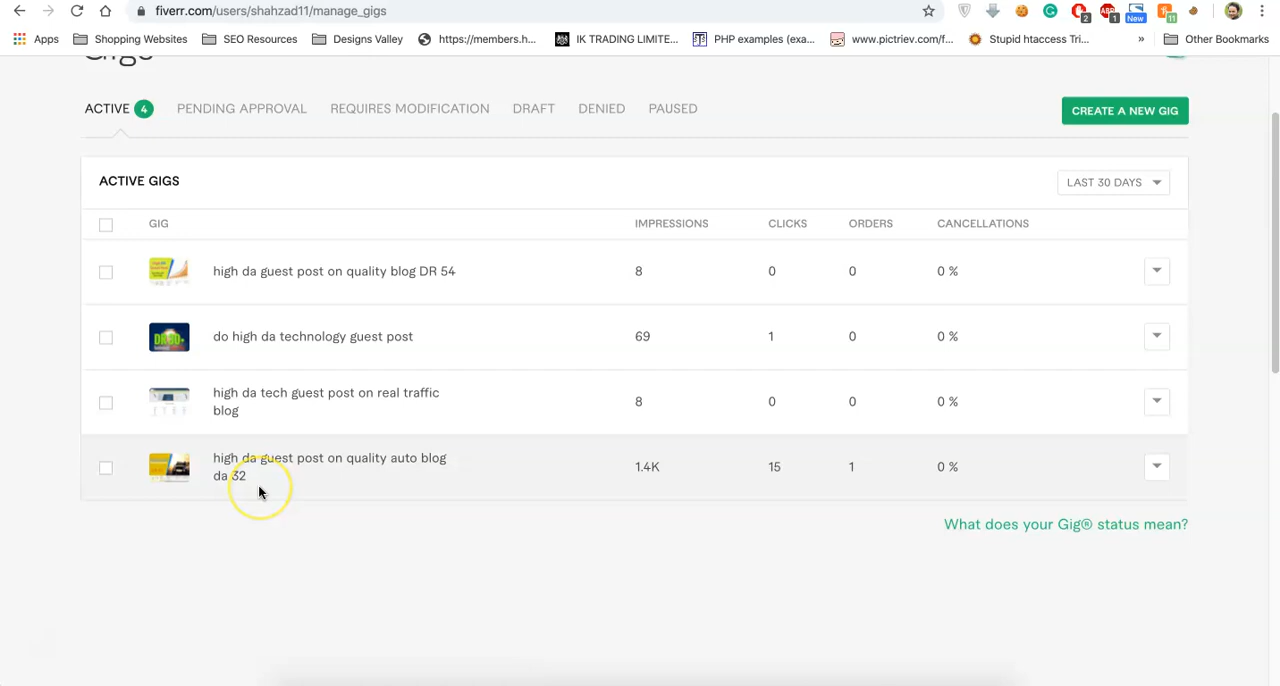 fiverr.com/users/shahzad11/manage_gigs
2
1
New
11
Apps
Shopping Websites
SEO Resources
Designs Valley
https://members.h...
IK TRADING LIMITE...
PHP examples (exa...
www.pictriev.com/f...
Stupid htaccess Tri...
»
Other Bookmarks
Gigs
ACTIVE 4
PENDING APPROVAL
REQUIRES MODIFICATION
DRAFT
DENIED
PAUSED
CREATE A NEW GIG
ACTIVE GIGS
LAST 30 DAYS
GIG IMPRESSIONS CLICKS ORDERS CANCELLATIONS
high da guest post on quality blog DR 54 8 0 0 0 %
do high da technology guest post 69 1 0 0 %
high da tech guest post on real traffic
blog
8 0 0 0 %
high da guest post on quality auto blog
da 32
1.4K 15 1 0 %
What does your Gig® status mean?